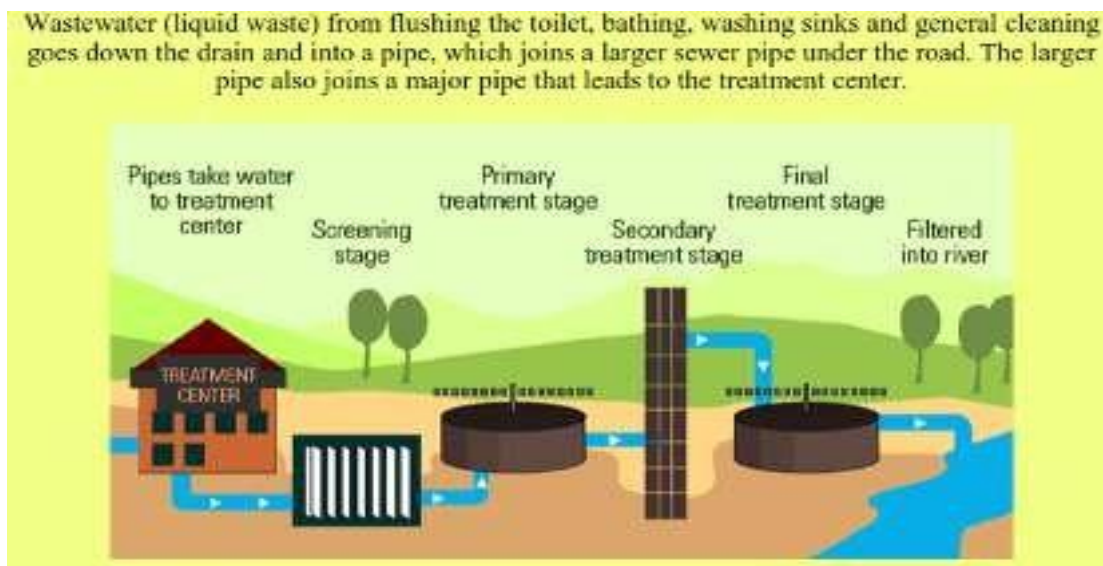 Wastewater (liquid waste) from flushing the toilet, bathing, washing sinks and general cleaning
goes down the drain and into a pipe, which joins a larger sewer pipe under the road. The larger
pipe also joins a major pipe that leads to the treatment center.
Pipes take water
to treatment
center
Screening
stage
Primary
treatment stage
Secondary
treatment stage
Final
treatment stage
Filtered
into river
TREATMENT
CENTER